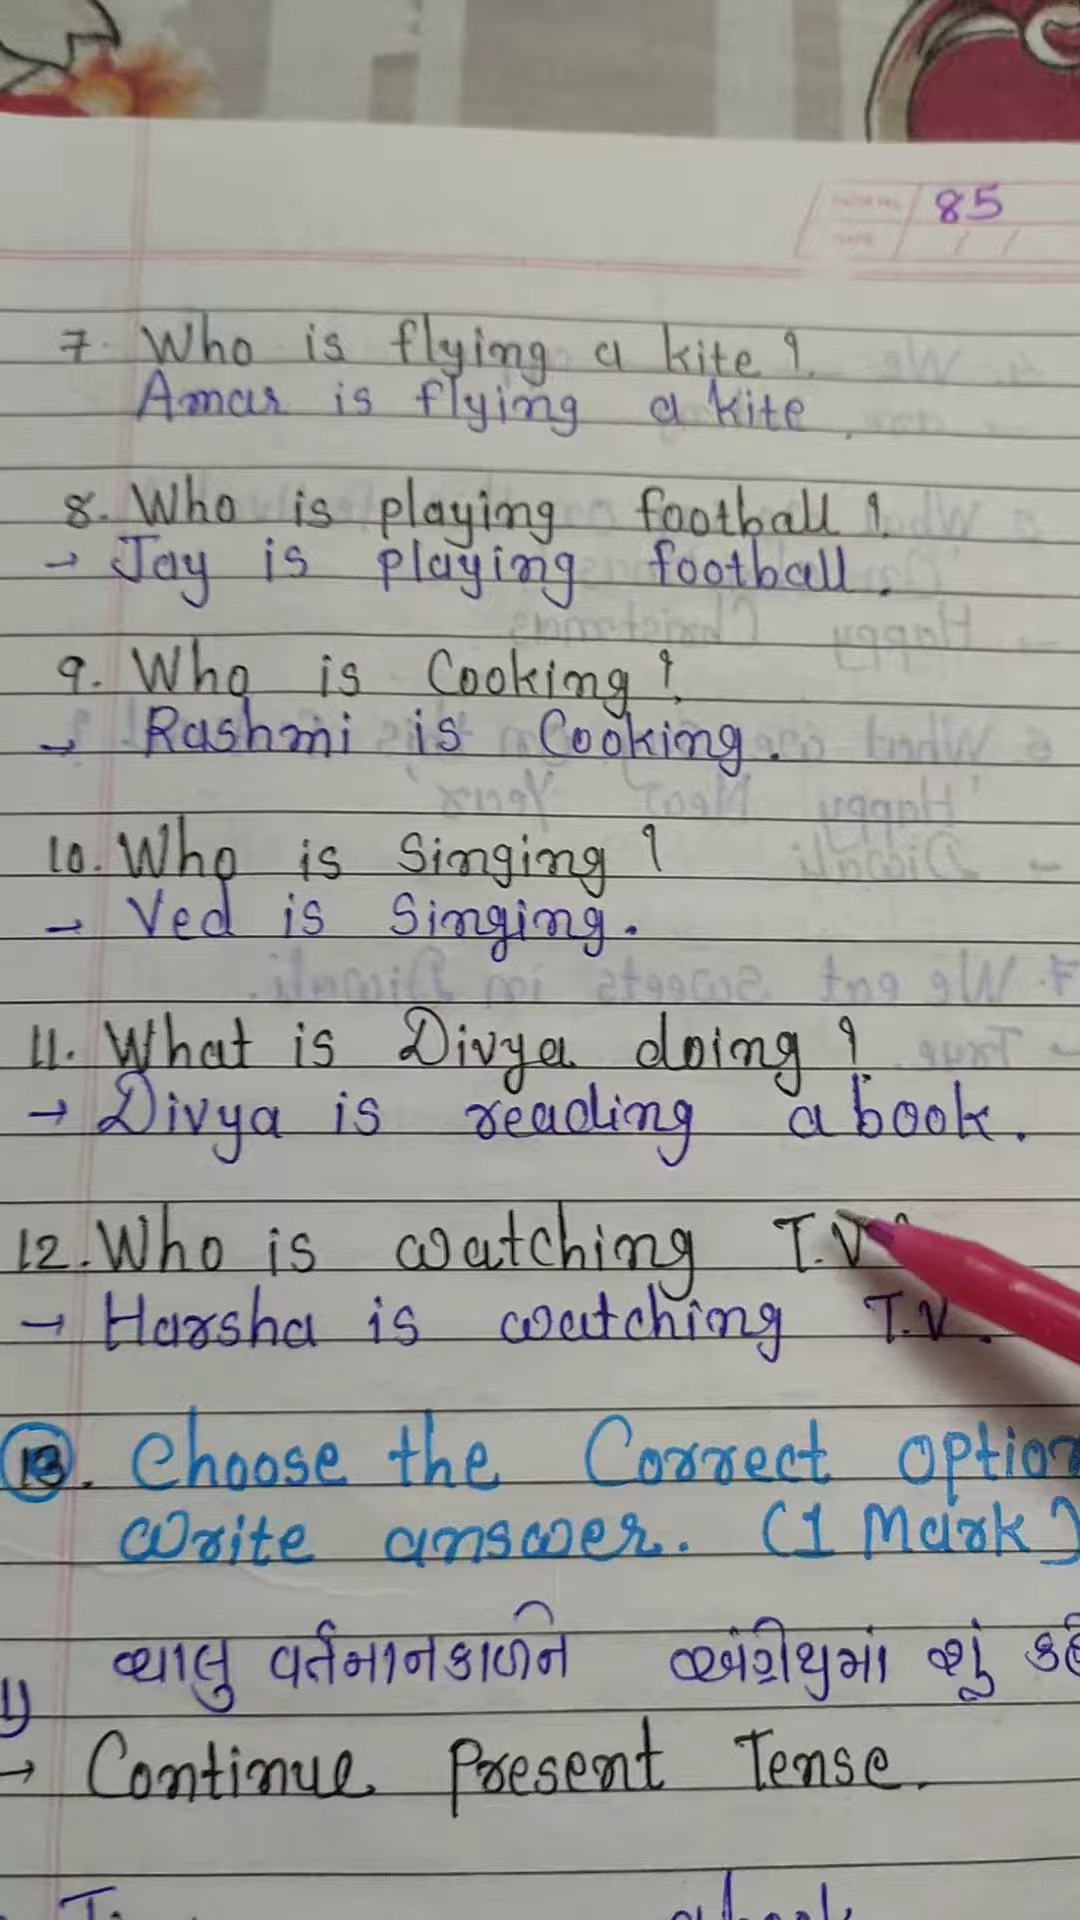 85
7. Who is flying a kite?
Amar is flying a kite.
8. Who is playing football?
→ Jay is playing football.
9. Who is Cooking?
→ Rashmi is Cooking.
10. Who is Singing?
→ Ved is Singing.
11. What is Divya doing?
→ Divya is reading a book.
12. Who is watching T.V?
→ Harsha is watching T.V.
13. Choose the Correct option
write answer. (1 Mark)
1) ચાલુ વર્તમાનકાળને અંગ્રેજીમાં શું
→ Continue Present Tense.